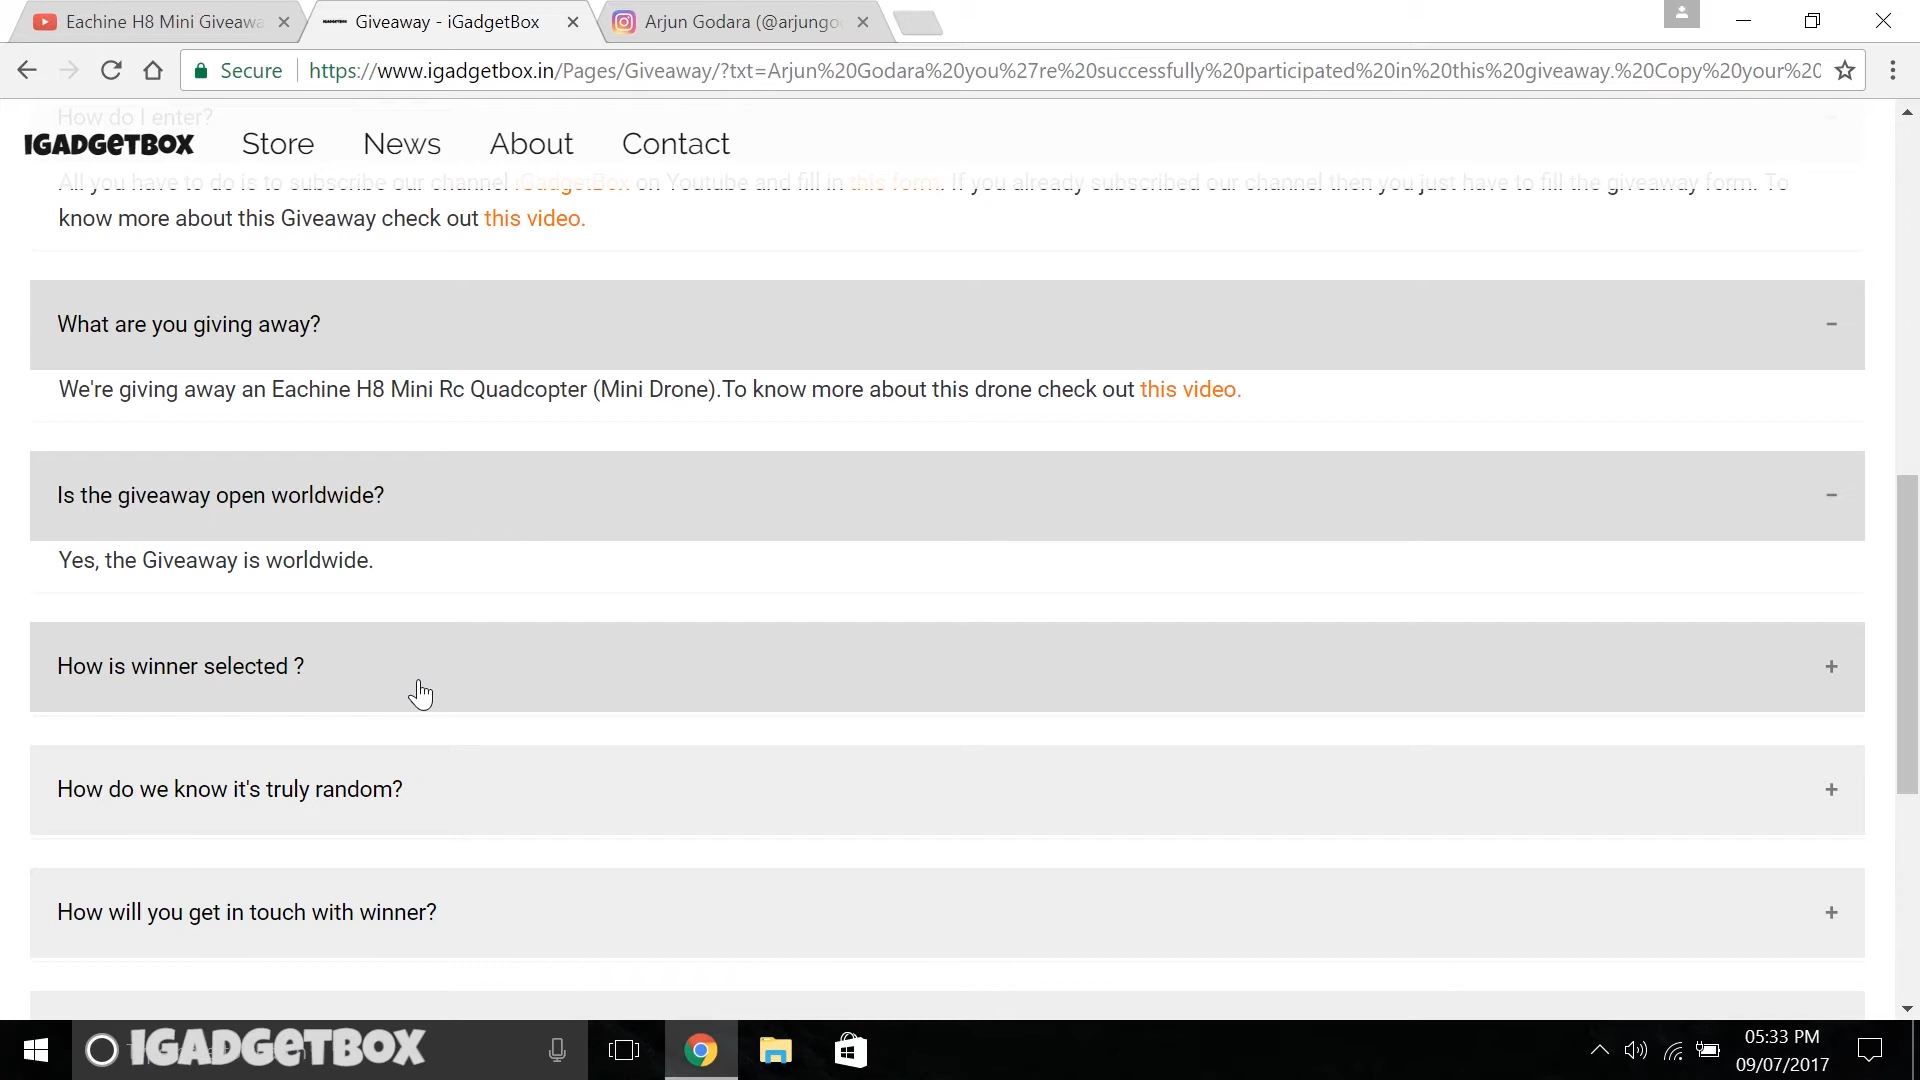 Eachine H8 Mini Giveawa
Giveaway - iGadgetBox
Arjun Godara (@arjungo
Secure
https://www.igadgetbox.in/Pages/Giveaway/?txt=Arjun%20Godara%20you%27re%20successfully%20participated%20in%20this%20giveaway.%20Copy%20your%20
How do I enter?
IGADGETBOX Store News About Contact
All you have to do is to subscribe our channel iGadgetBox on Youtube and fill in this form. If you already subscribed our channel then you just have to fill the giveaway form. To
know more about this Giveaway check out this video.
What are you giving away?
We're giving away an Eachine H8 Mini Rc Quadcopter (Mini Drone).To know more about this drone check out this video.
Is the giveaway open worldwide?
Yes, the Giveaway is worldwide.
How is winner selected ?
How do we know it's truly random?
How will you get in touch with winner?
IGADGETBOX
05:33 PM
09/07/2017